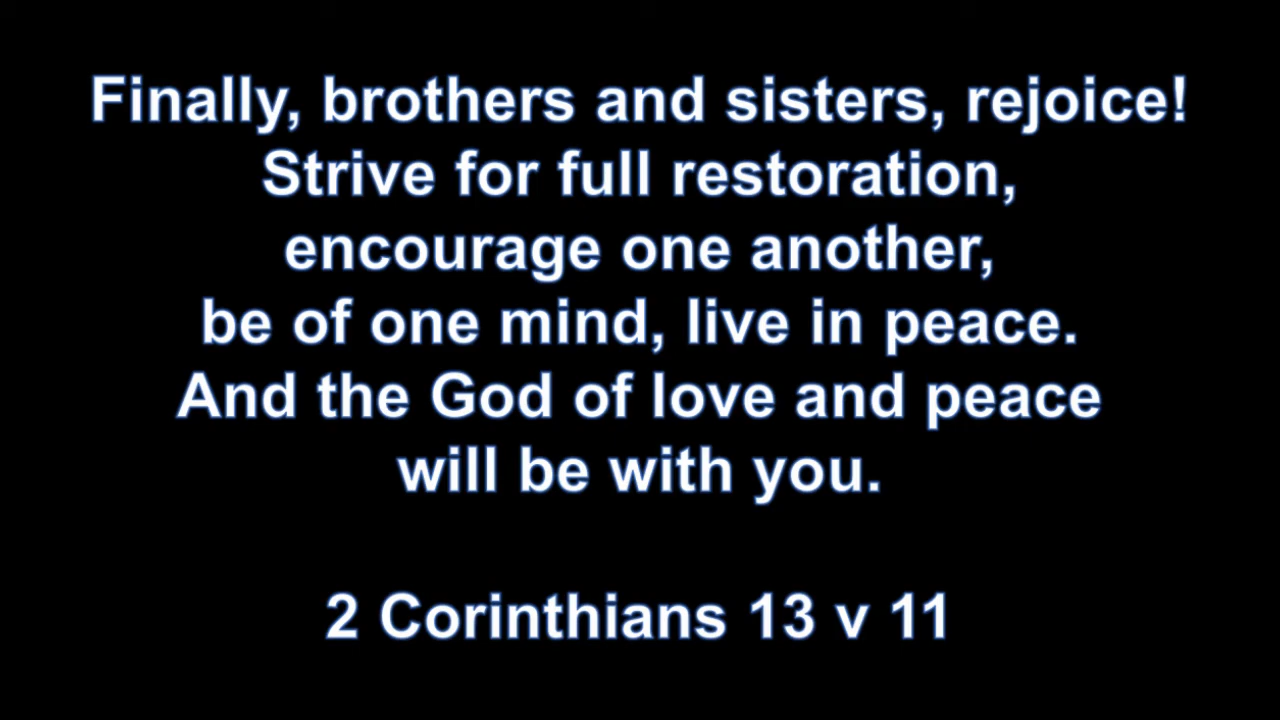 Finally, brothers and sisters, rejoice!
Strive for full restoration,
encourage one another,
be of one mind, live in peace.
And the God of love and peace
will be with you.
2 Corinthians 13 v 11